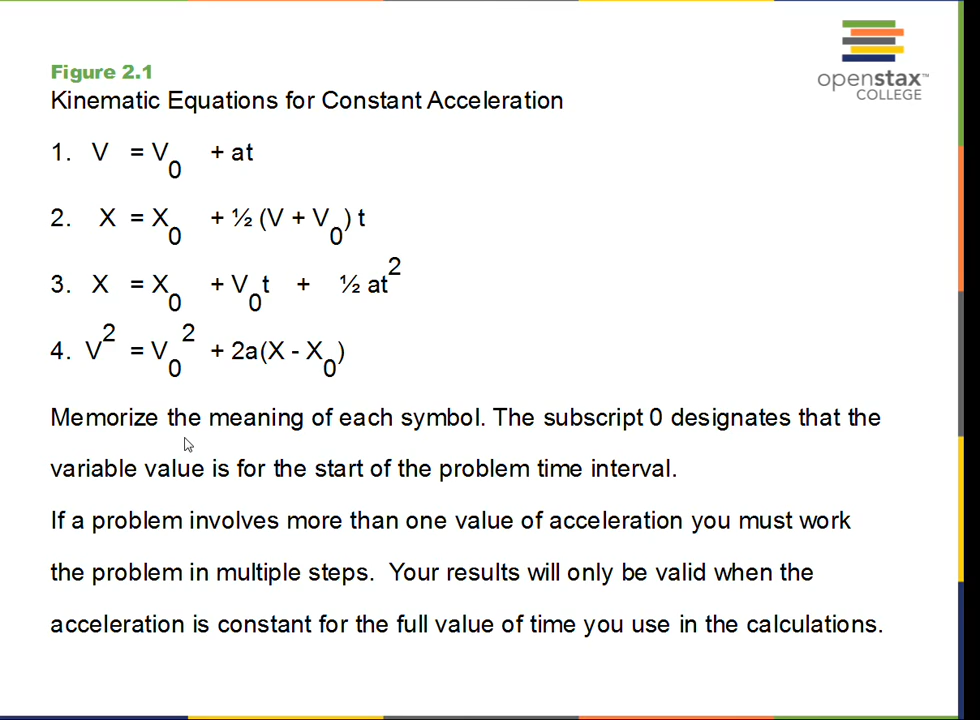 openstax™
COLLEGE
Figure 2.1
Kinematic Equations for Constant Acceleration
1. V = V₀ + at
2. X = X₀ + ½ (V + V₀) t
3. X = X₀ + V₀t + ½ at²
4. V² = V₀² + 2a(X - X₀)
Memorize the meaning of each symbol. The subscript 0 designates that the
variable value is for the start of the problem time interval.
If a problem involves more than one value of acceleration you must work
the problem in multiple steps. Your results will only be valid when the
acceleration is constant for the full value of time you use in the calculations.